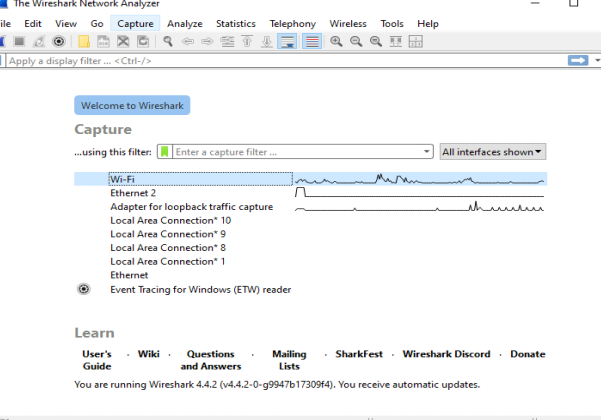 The Wireshark Network Analyzer
ile Edit View Go Capture Analyze Statistics Telephony Wireless Tools Help
Apply a display filter ... <Ctrl-/>
Welcome to Wireshark
Capture
...using this filter: Enter a capture filter ... All interfaces shown
Wi-Fi
Ethernet 2
Adapter for loopback traffic capture
Local Area Connection* 10
Local Area Connection* 9
Local Area Connection* 8
Local Area Connection* 1
Ethernet
Event Tracing for Windows (ETW) reader
Learn
User's Guide · Wiki · Questions and Answers · Mailing Lists · SharkFest · Wireshark Discord · Donate
You are running Wireshark 4.4.2 (v4.4.2-0-g9947b17309f4). You receive automatic updates.